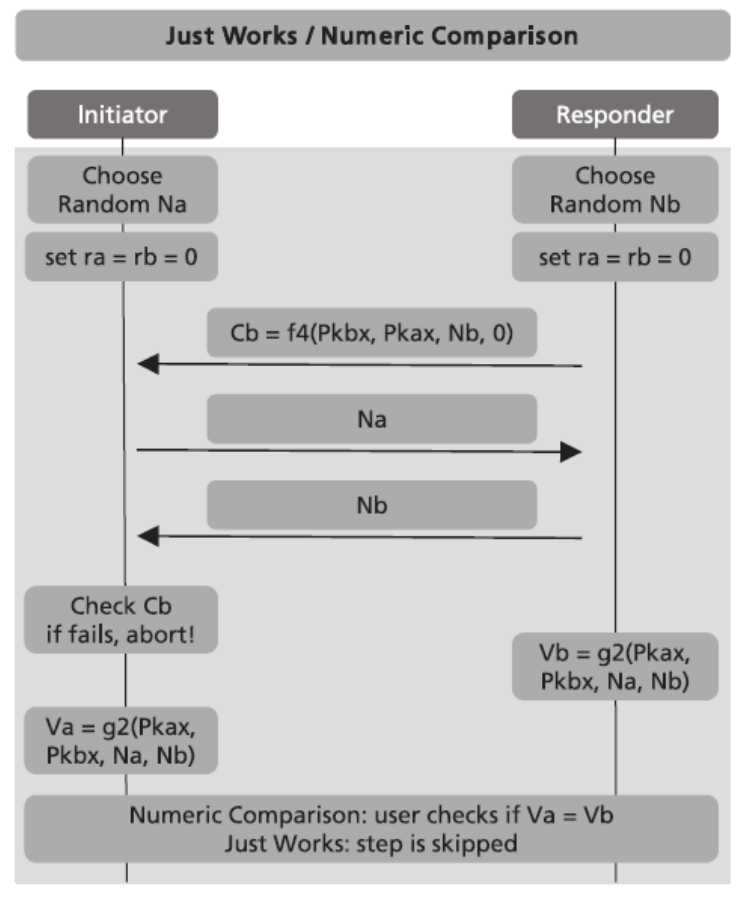 Just Works / Numeric Comparison
Initiator
Responder
Choose
Random Na
Choose
Random Nb
set ra = rb = 0
set ra = rb = 0
Cb = f4(Pkbx, Pkax, Nb, 0)
Na
Nb
Check Cb
if fails, abort!
Vb = g2(Pkax,
Pkbx, Na, Nb)
Va = g2(Pkax,
Pkbx, Na, Nb)
Numeric Comparison: user checks if Va = Vb
Just Works: step is skipped